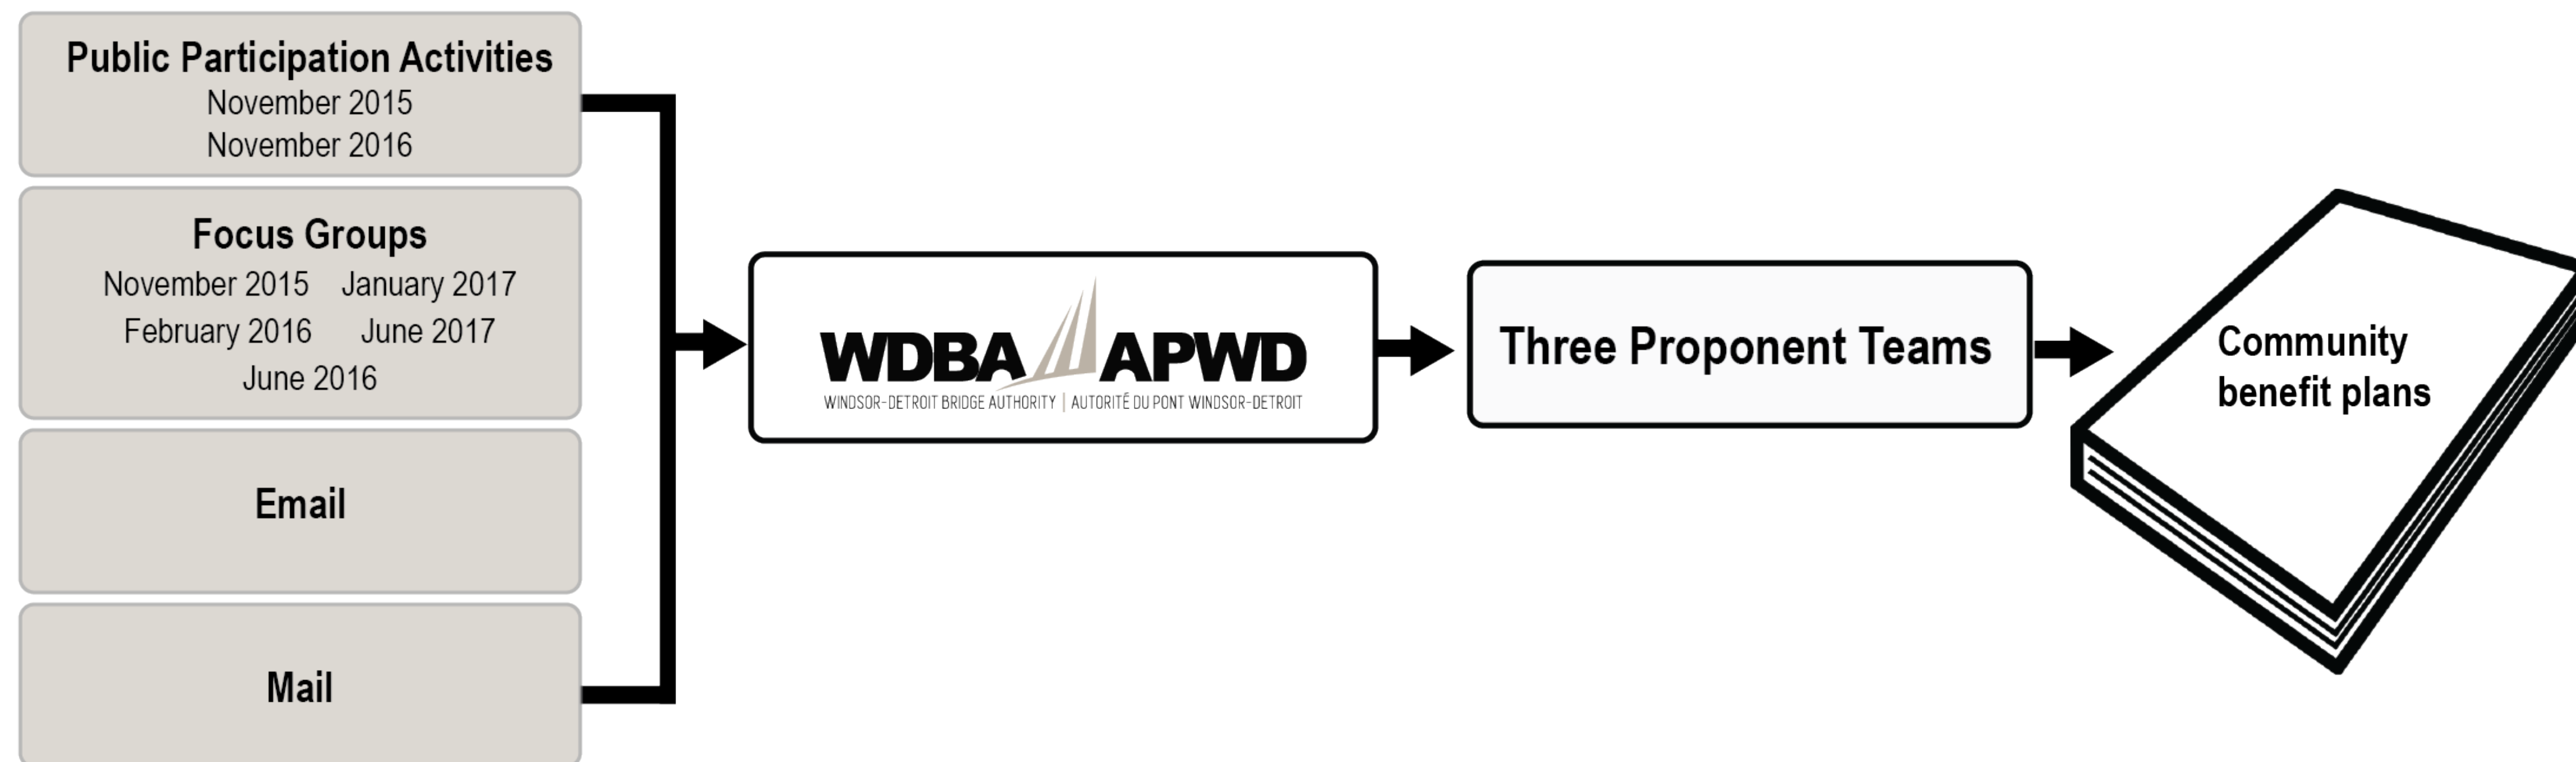 Public Participation Activities
November 2015
November 2016
Focus Groups
November 2015 January 2017
February 2016 June 2017
June 2016
Email
Mail
WDBA APWD
WINDSOR-DETROIT BRIDGE AUTHORITY | AUTORITÉ DU PONT WINDSOR-DETROIT
Three Proponent Teams
Community
benefit plans